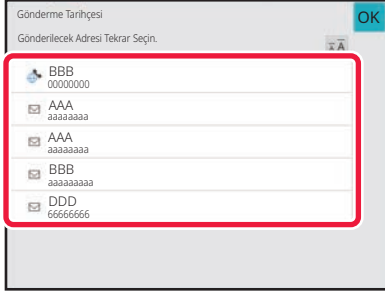 Gönderme Tarihçesi
OK
Gönderilecek Adresi Tekrar Seçin.
BBB
00000000
AAA
aaaaaaaa
AAA
aaaaaaaa
BBB
aaaaaaaaa
DDD
66666666